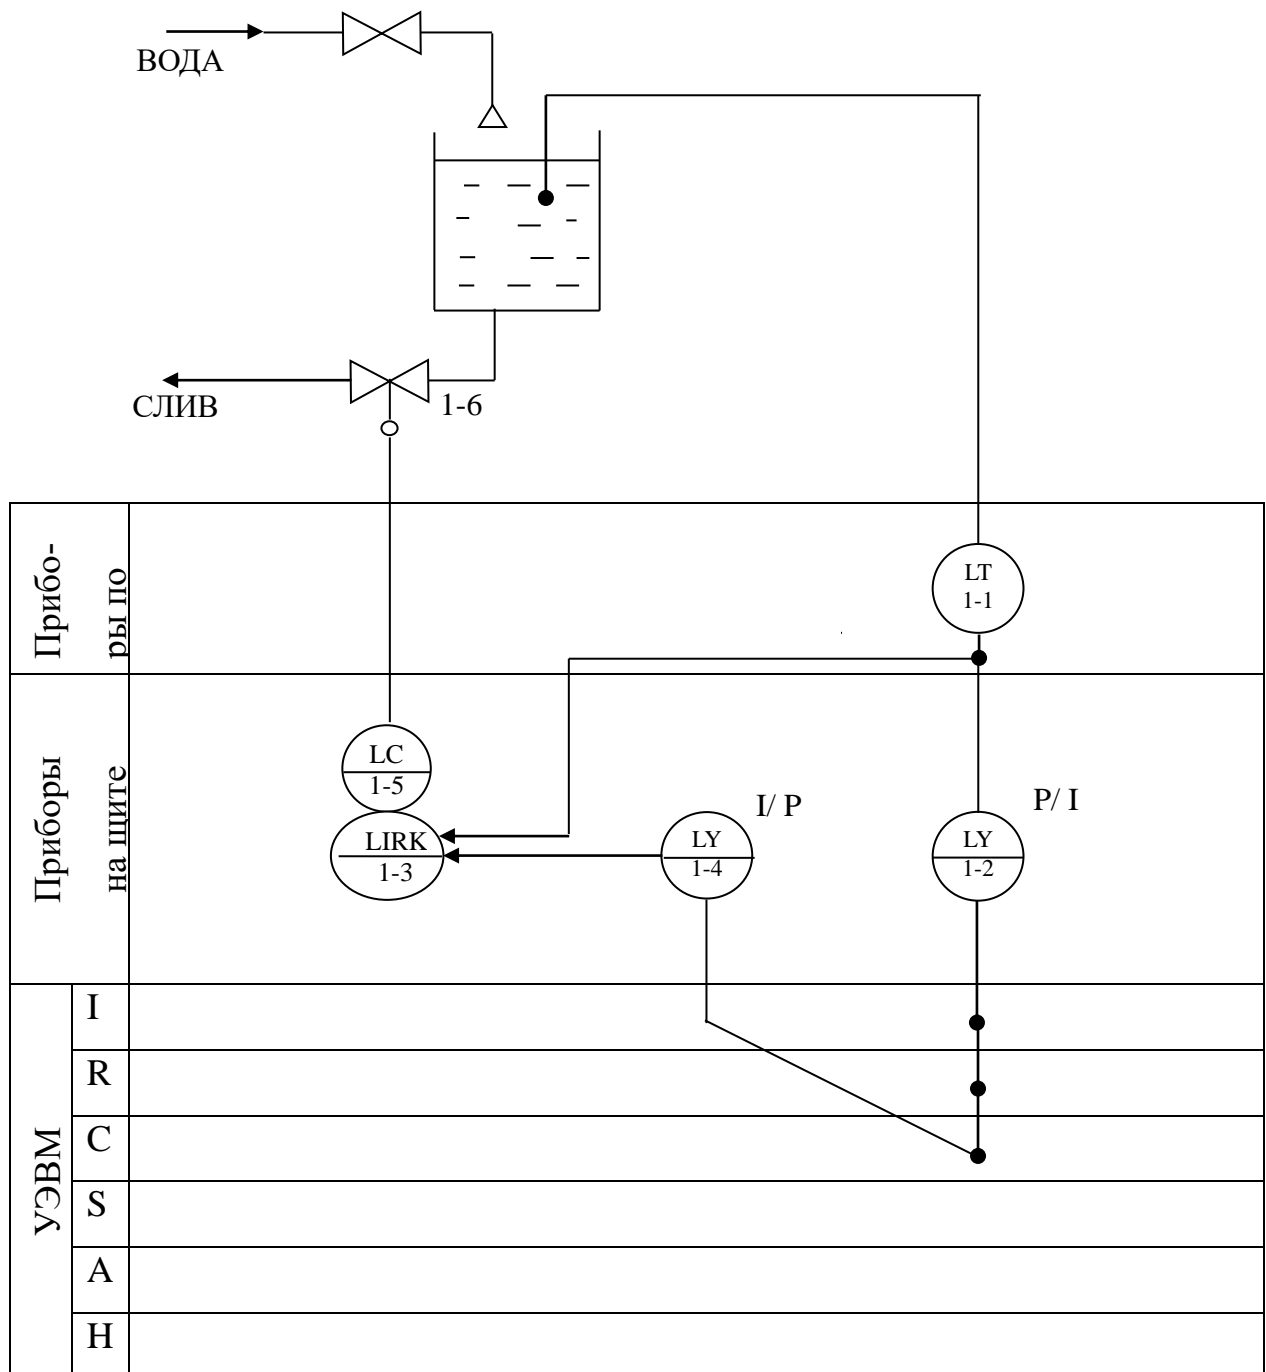 ВОДА
СЛИВ
1-6
Прибо-
ры по
LT
1-1
Приборы
на щите
LC
1-5
LIRK
1-3
I/ P
LY
1-4
P/ I
LY
1-2
УЭВМ
I
R
C
S
A
H